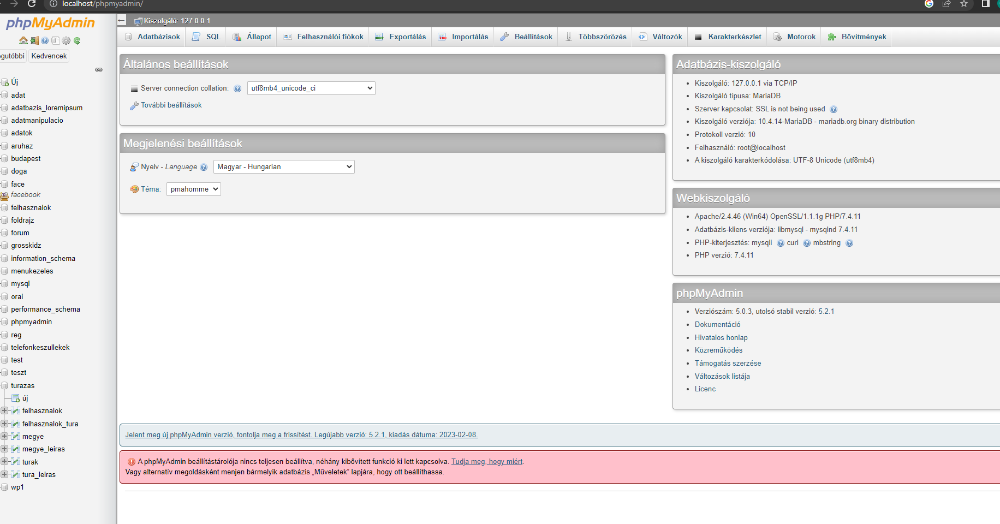 localhost/phpmyadmin/
phpMyAdmin
Kedvencek
Új
adat
adatbazis_loremipsum
adatmanipulacio
adatok
aruhaz
budapest
doga
face
facebook
felhasznalok
foldrajz
forum
grosskidz
information_schema
menukezeles
mysql
orai
performance_schema
phpmyadmin
reg
telefonkeszullekek
test
teszt
turazas
új
felhasznalok
felhasznalok_tura
megye
megye_leiras
turak
tura_leiras
wp1
Kiszolgáló: 127.0.0.1
Adatbázisok SQL Állapot Felhasználói fiókok Exportálás Importálás Beállítások Többszörözés Változók Karakterkészlet Motorok Bővítmények
Általános beállítások
Server connection collation: utf8mb4_unicode_ci
További beállítások
Megjelenési beállítások
Nyelv - Language Magyar - Hungarian
Téma: pmahomme
Adatbázis-kiszolgáló
Kiszolgáló: 127.0.0.1 via TCP/IP
Kiszolgáló típusa: MariaDB
Szerver kapcsolat: SSL is not being used
Kiszolgáló verziója: 10.4.14-MariaDB - mariadb.org binary distribution
Protokoll verzió: 10
Felhasználó: root@localhost
A kiszolgáló karakterkódolása: UTF-8 Unicode (utf8mb4)
Webkiszolgáló
Apache/2.4.46 (Win64) OpenSSL/1.1.1g PHP/7.4.11
Adatbázis-kliens verziója: libmysql - mysqlnd 7.4.11
PHP-kiterjesztés: mysqli curl mbstring
PHP verzió: 7.4.11
phpMyAdmin
Verziószám: 5.0.3, utolsó stabil verzió: 5.2.1
Dokumentáció
Hivatalos honlap
Közreműködés
Támogatás szerzése
Változások listája
Licenc
Jelent meg új phpMyAdmin verzió, fontolja meg a frissítést. Legújabb verzió: 5.2.1, kiadás dátuma: 2023-02-08.
A phpMyAdmin beállítástárolója nincs teljesen beállítva, néhány kibővített funkció ki lett kapcsolva. Tudja meg, hogy miért.
Vagy alternatív megoldásként menjen bármelyik adatbázis „Műveletek” lapjára, hogy ott beállíthassa.